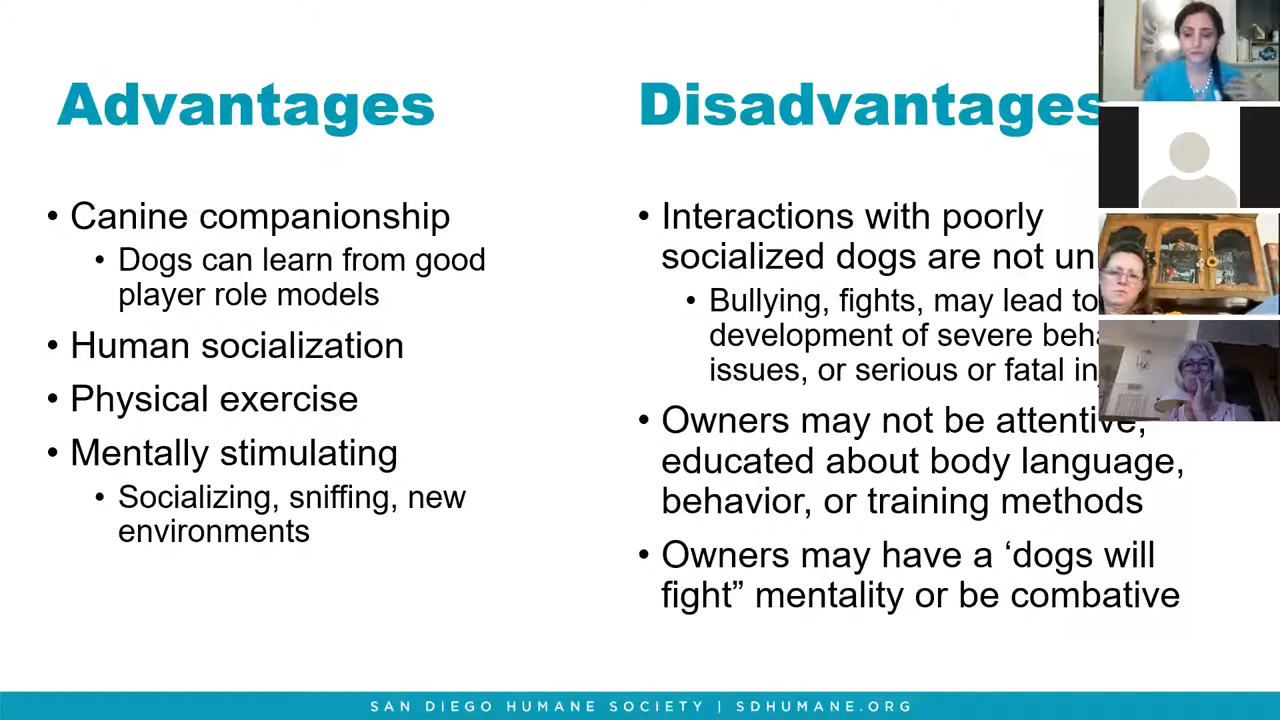 Advantages
• Canine companionship
• Dogs can learn from good
player role models
• Human socialization
• Physical exercise
• Mentally stimulating
• Socializing, sniffing, new
environments
Disadvantages
• Interactions with poorly
socialized dogs are not
• Bullying, fights, may lead to
development of severe
issues, or serious or fatal
• Owners may not be attentive,
educated about body language,
behavior, or training methods
• Owners may have a ‘dogs will
fight” mentality or be combative
SAN DIEGO HUMANE SOCIETY | SDHUMANE.ORG